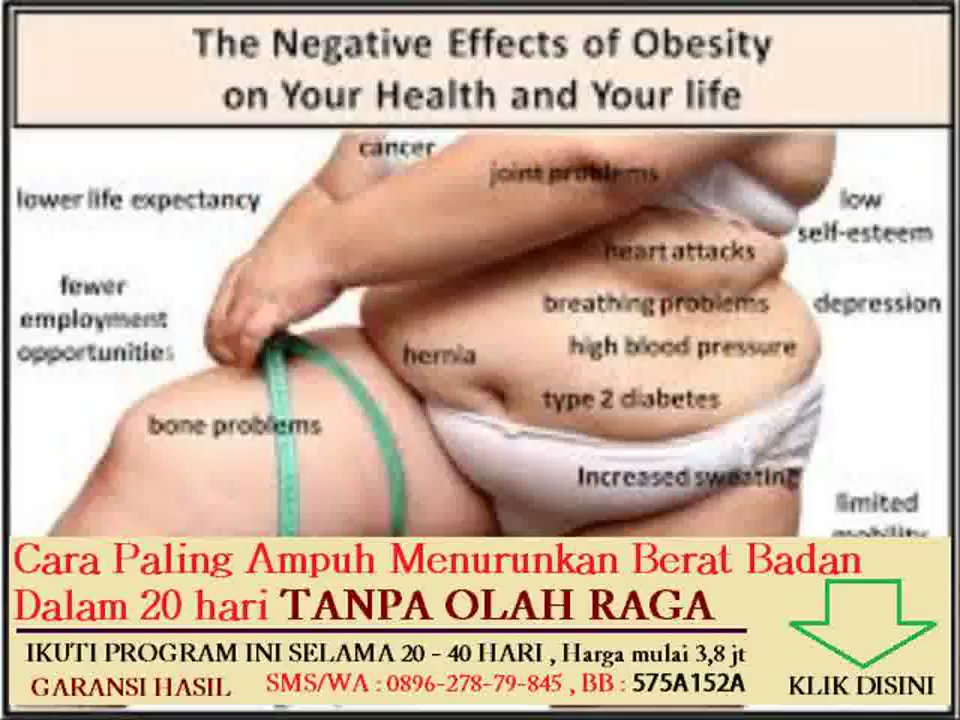 The Negative Effects of Obesity
on Your Health and Your life
cancer
joint problems
lower life expectancy
low
self-esteem
heart attacks
fewer
employment
opportunities
breathing problems
depression
hernia
high blood pressure
type 2 diabetes
bone problems
Increased sweating
limited
mobility
Cara Paling Ampuh Menurunkan Berat Badan
Dalam 20 hari TANPA OLAH RAGA
IKUTI PROGRAM INI SELAMA 20 - 40 HARI , Harga mulai 3,8 jt
GARANSI HASIL SMS/WA : 0896-278-79-845 , BB : 575A152A
KLIK DISINI